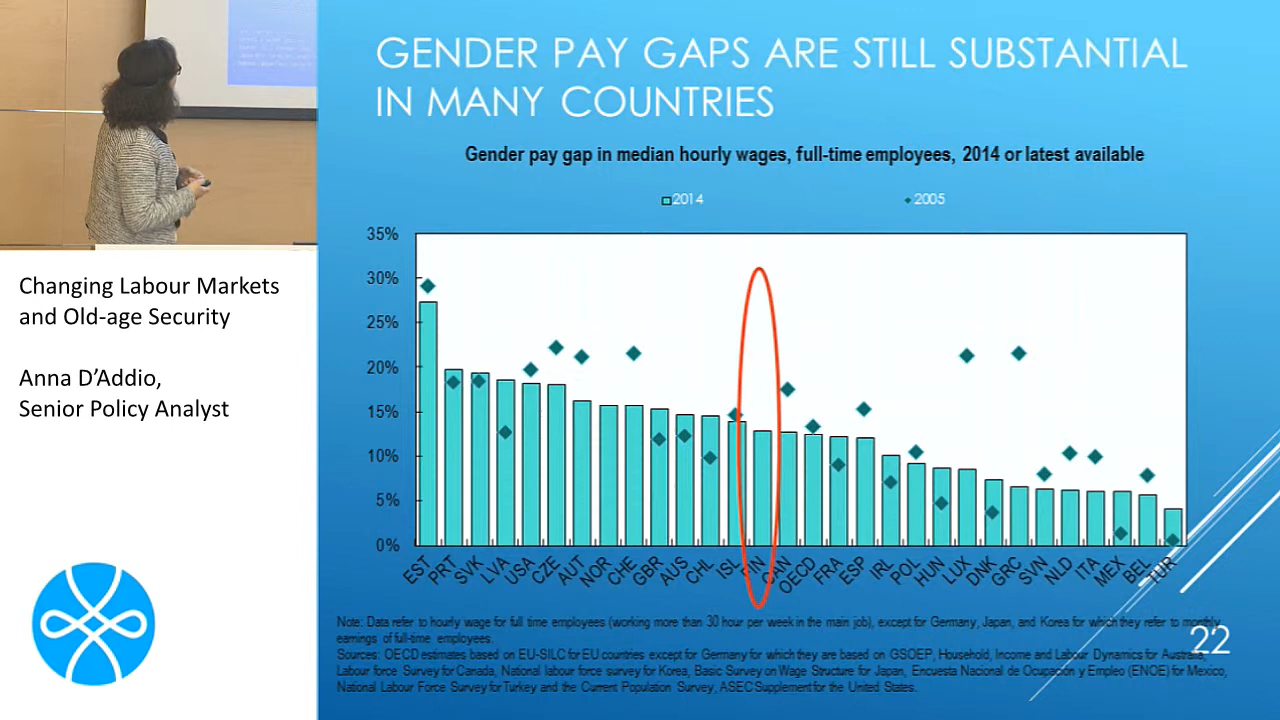 GENDER PAY GAPS ARE STILL SUBSTANTIAL
IN MANY COUNTRIES
Gender pay gap in median hourly wages, full-time employees, 2014 or latest available
2014
2005
35%
30%
25%
20%
15%
10%
5%
0%
EST PRT SVK LVA USA CZE AUT NOR CHE GBR AUS CHL ISL FIN CAN OECD FRA ESP IRL POL HUN LUX DNK GRC SVN NLD ITA MEX BEL TUR
Note: Data refer to hourly wage for full time employees (working more than 30 hour per week in the main job), except for Germany, Japan, and Korea for which they refer to monthly
earnings of full-time employees.
Sources: OECD estimates based on EU-SILC for EU countries except for Germany for which they are based on GSOEP, Household, Income and Labour Dynamics for Australia,
Labour force Survey for Canada, National labour force survey for Korea, Basic Survey on Wage Structure for Japan, Encuesta Nacional de Ocupacion y Empleo (ENOE) for Mexico,
National Labour Force Survey for Turkey and the Current Population Survey, ASEC Supplement for the United States.
22
Changing Labour Markets
and Old-age Security
Anna D'Addio,
Senior Policy Analyst